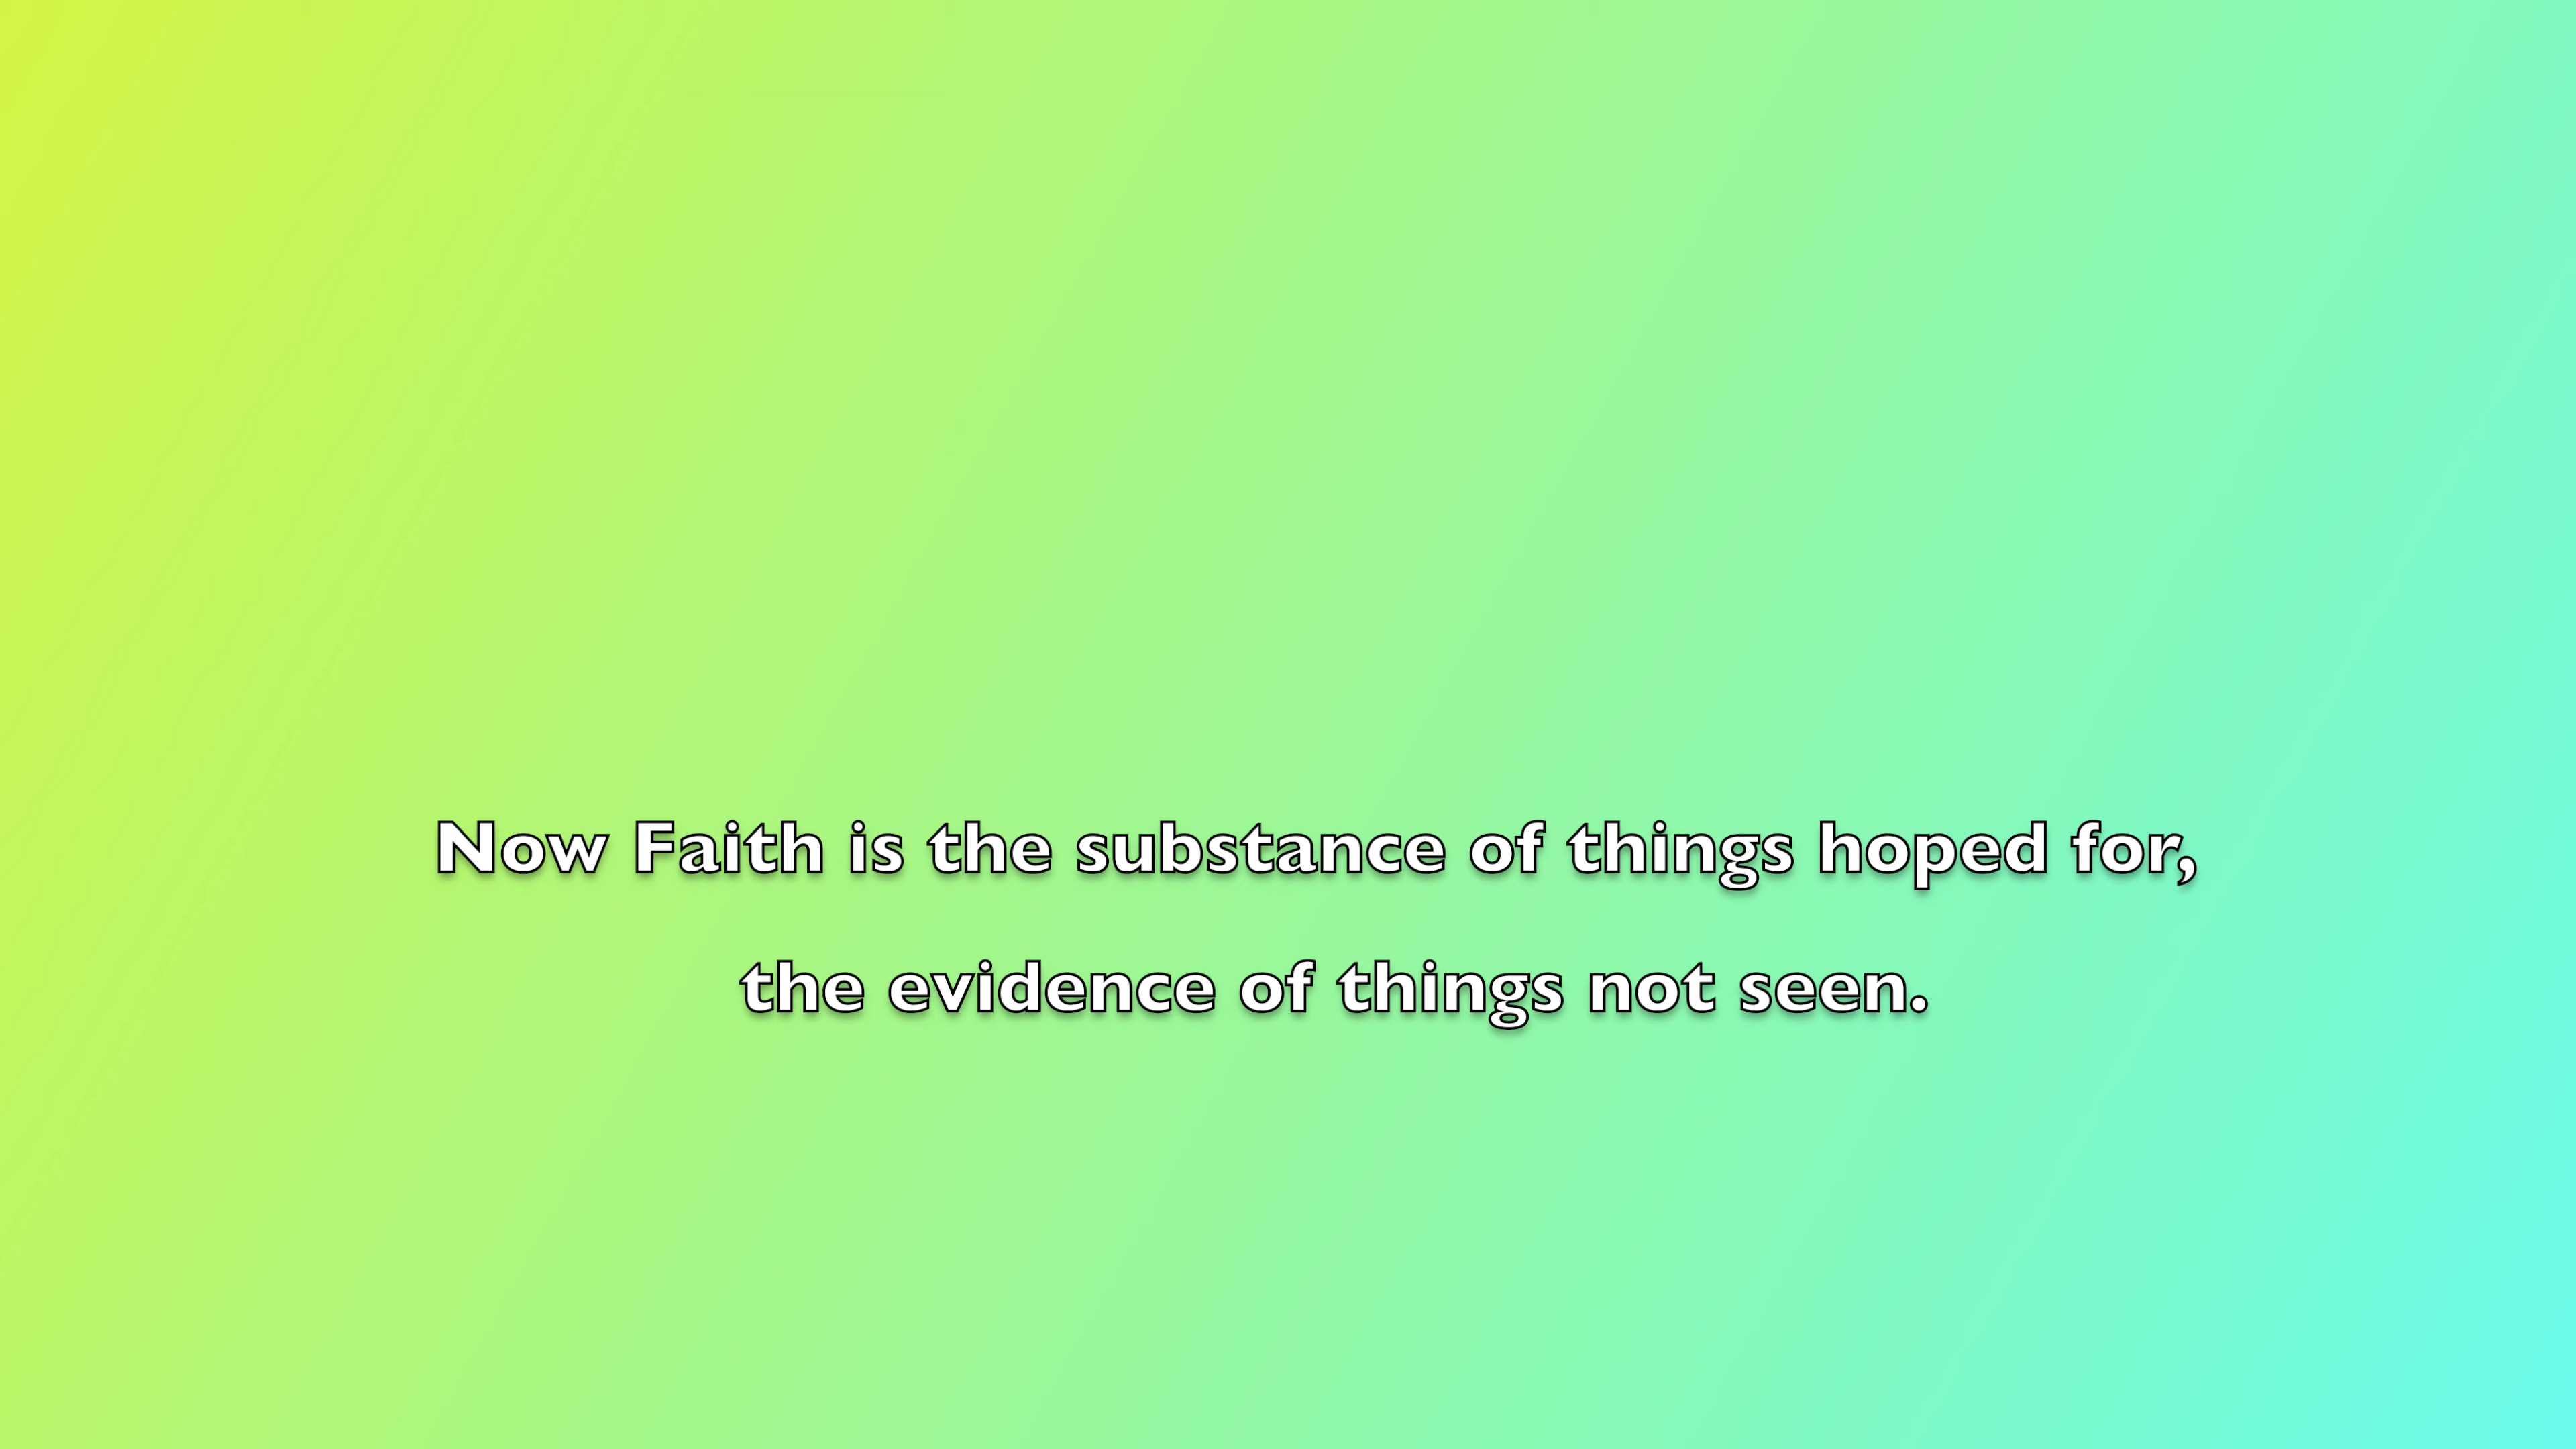 Now Faith is the substance of things hoped for,
the evidence of things not seen.